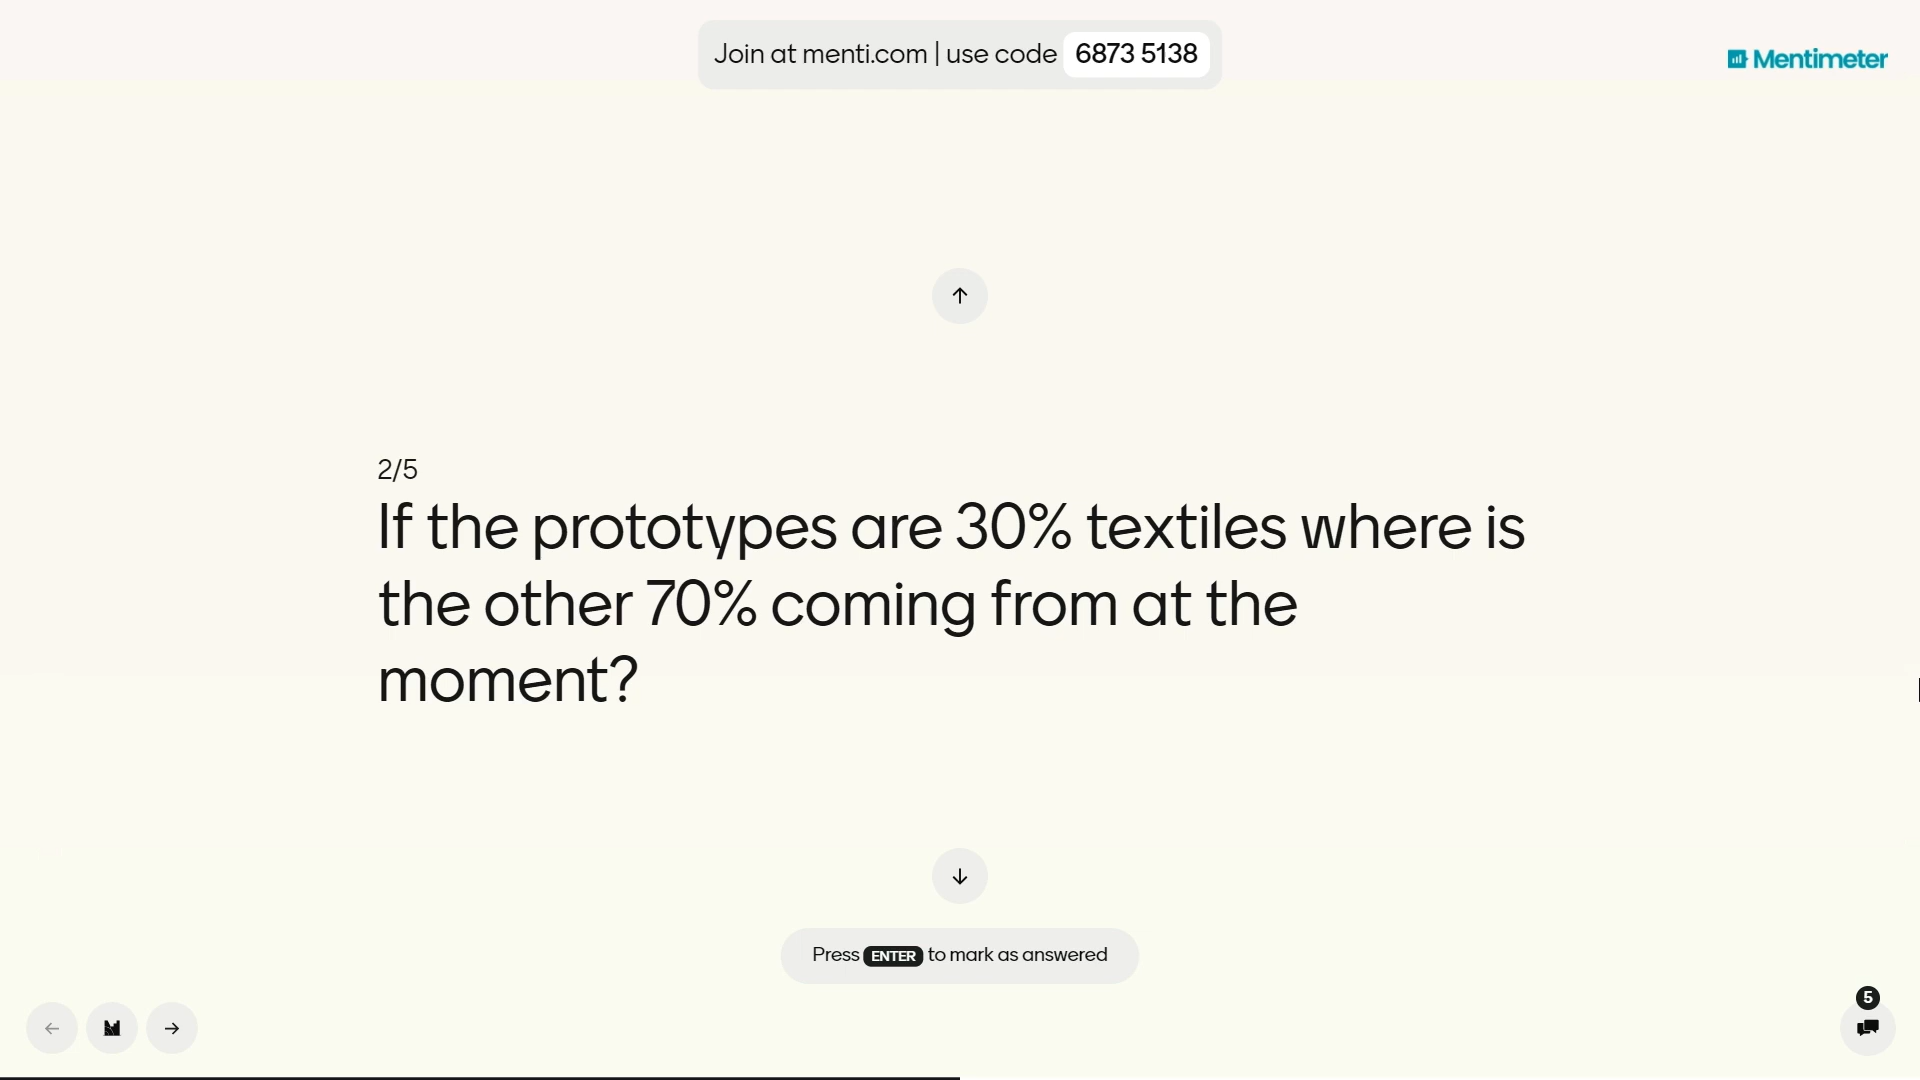 Join at menti.com | use code 6873 5138
Mentimeter
2/5
If the prototypes are 30% textiles where is
the other 70% coming from at the
moment?
Press ENTER to mark as answered
5